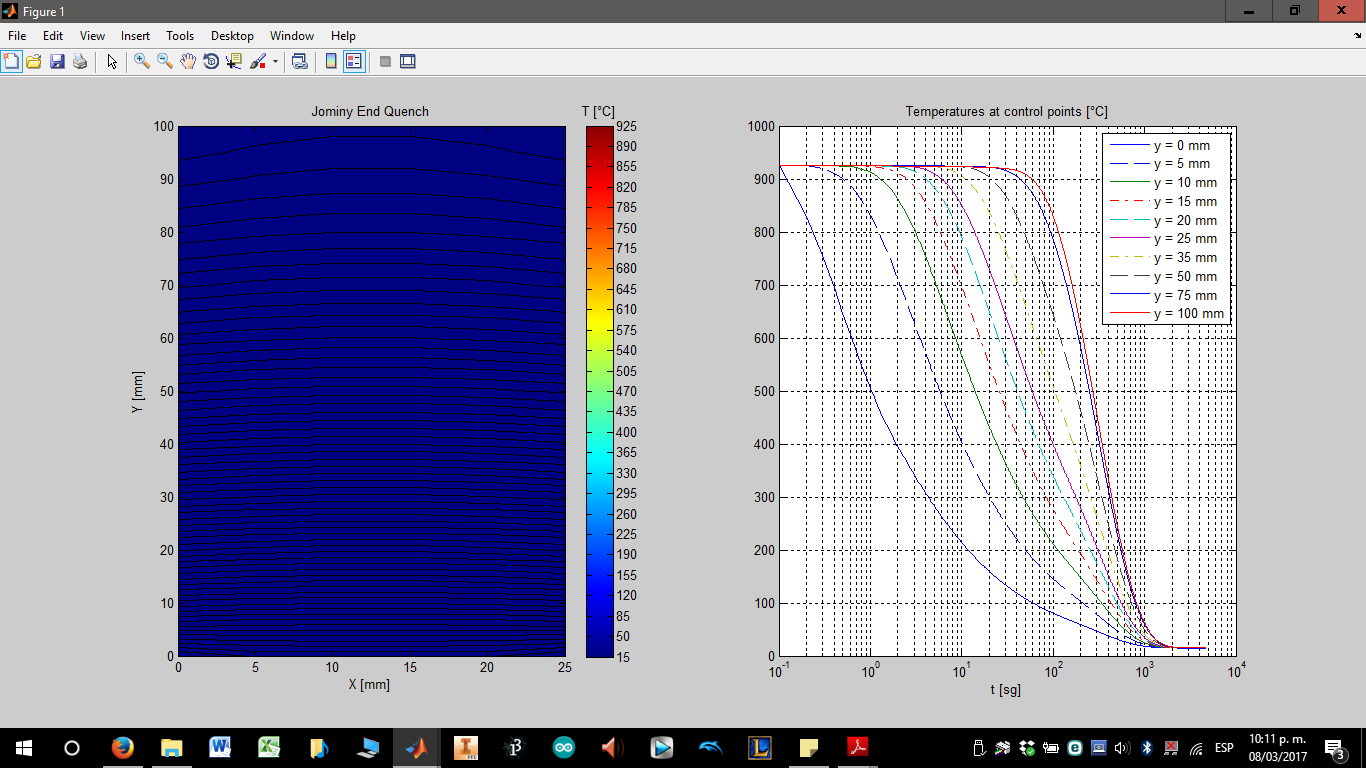 Figure 1
File Edit View Insert Tools Desktop Window Help
Jominy End Quench
T [°C]
Temperatures at control points [°C]
100
90
80
70
60
50
40
30
20
10
0
Y [mm]
0 5 10 15 20 25
X [mm]
925
890
855
820
785
750
715
680
645
610
575
540
505
470
435
400
365
330
295
260
225
190
155
120
85
50
15
1000
900
800
700
600
500
400
300
200
100
0
10^-1 10^0 10^1 10^2 10^3 10^4
t [sg]
y = 0 mm
y = 5 mm
y = 10 mm
y = 15 mm
y = 20 mm
y = 25 mm
y = 35 mm
y = 50 mm
y = 75 mm
y = 100 mm
ESP
10:11 p. m.
08/03/2017
3